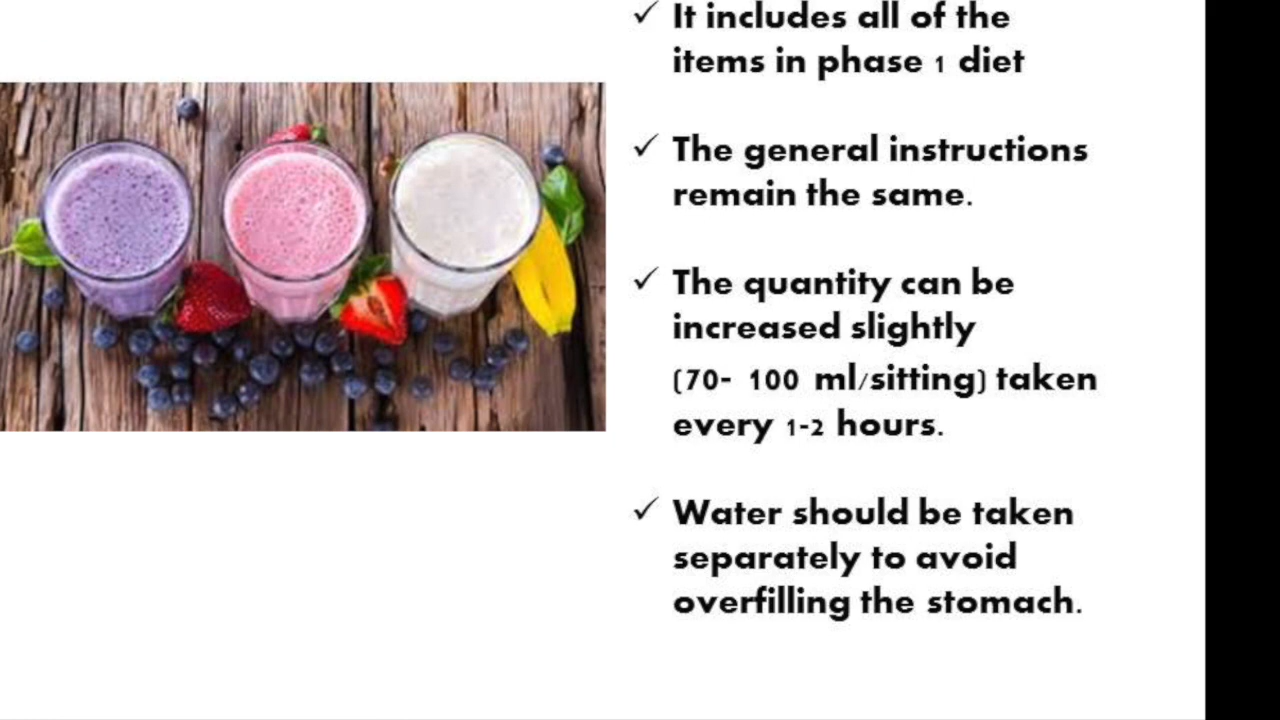 ✓ It includes all of the
items in phase 1 diet
✓ The general instructions
remain the same.
✓ The quantity can be
increased slightly
(70- 100 ml/sitting) taken
every 1-2 hours.
✓ Water should be taken
separately to avoid
overfilling the stomach.